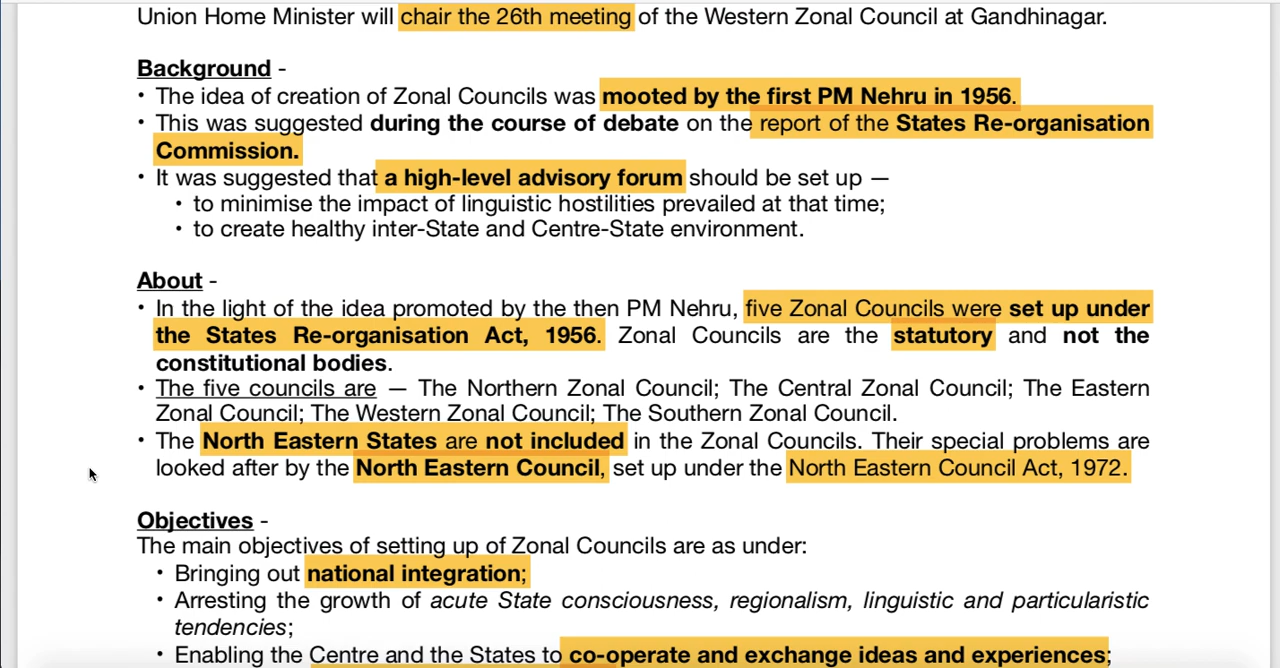 Union Home Minister will chair the 26th meeting of the Western Zonal Council at Gandhinagar.
Background -
• The idea of creation of Zonal Councils was mooted by the first PM Nehru in 1956.
• This was suggested during the course of debate on the report of the States Re-organisation
Commission.
• It was suggested that a high-level advisory forum should be set up —
• to minimise the impact of linguistic hostilities prevailed at that time;
• to create healthy inter-State and Centre-State environment.
About -
• In the light of the idea promoted by the then PM Nehru, five Zonal Councils were set up under
the States Re-organisation Act, 1956. Zonal Councils are the statutory and not the
constitutional bodies.
• The five councils are — The Northern Zonal Council; The Central Zonal Council; The Eastern
Zonal Council; The Western Zonal Council; The Southern Zonal Council.
• The North Eastern States are not included in the Zonal Councils. Their special problems are
looked after by the North Eastern Council, set up under the North Eastern Council Act, 1972.
Objectives -
The main objectives of setting up of Zonal Councils are as under:
• Bringing out national integration;
• Arresting the growth of acute State consciousness, regionalism, linguistic and particularistic
tendencies;
• Enabling the Centre and the States to co-operate and exchange ideas and experiences;